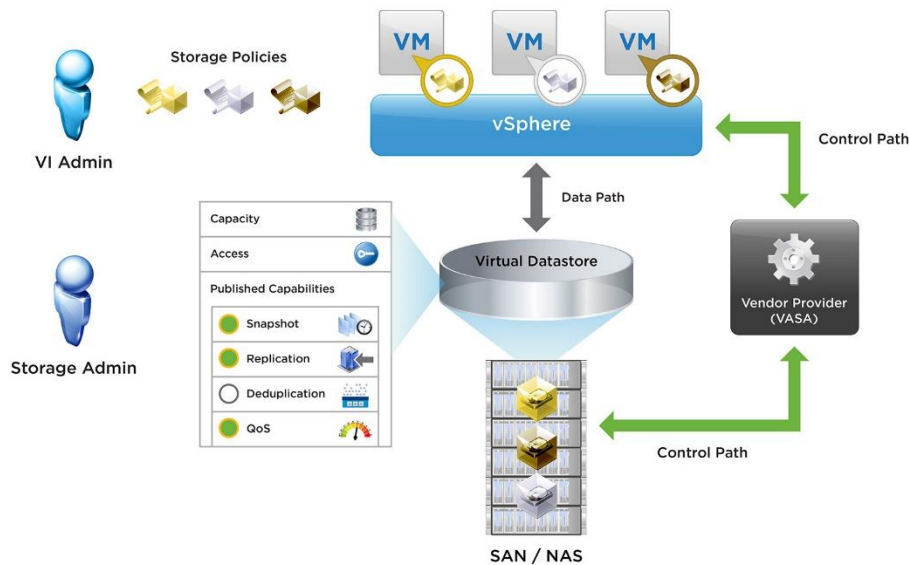 Storage Policies
VM
VM
VM
vSphere
VI Admin
Control Path
Data Path
Capacity
Access
Published Capabilities
Snapshot
Replication
Deduplication
QoS
Virtual Datastore
Vendor Provider
(VASA)
Storage Admin
Control Path
SAN / NAS